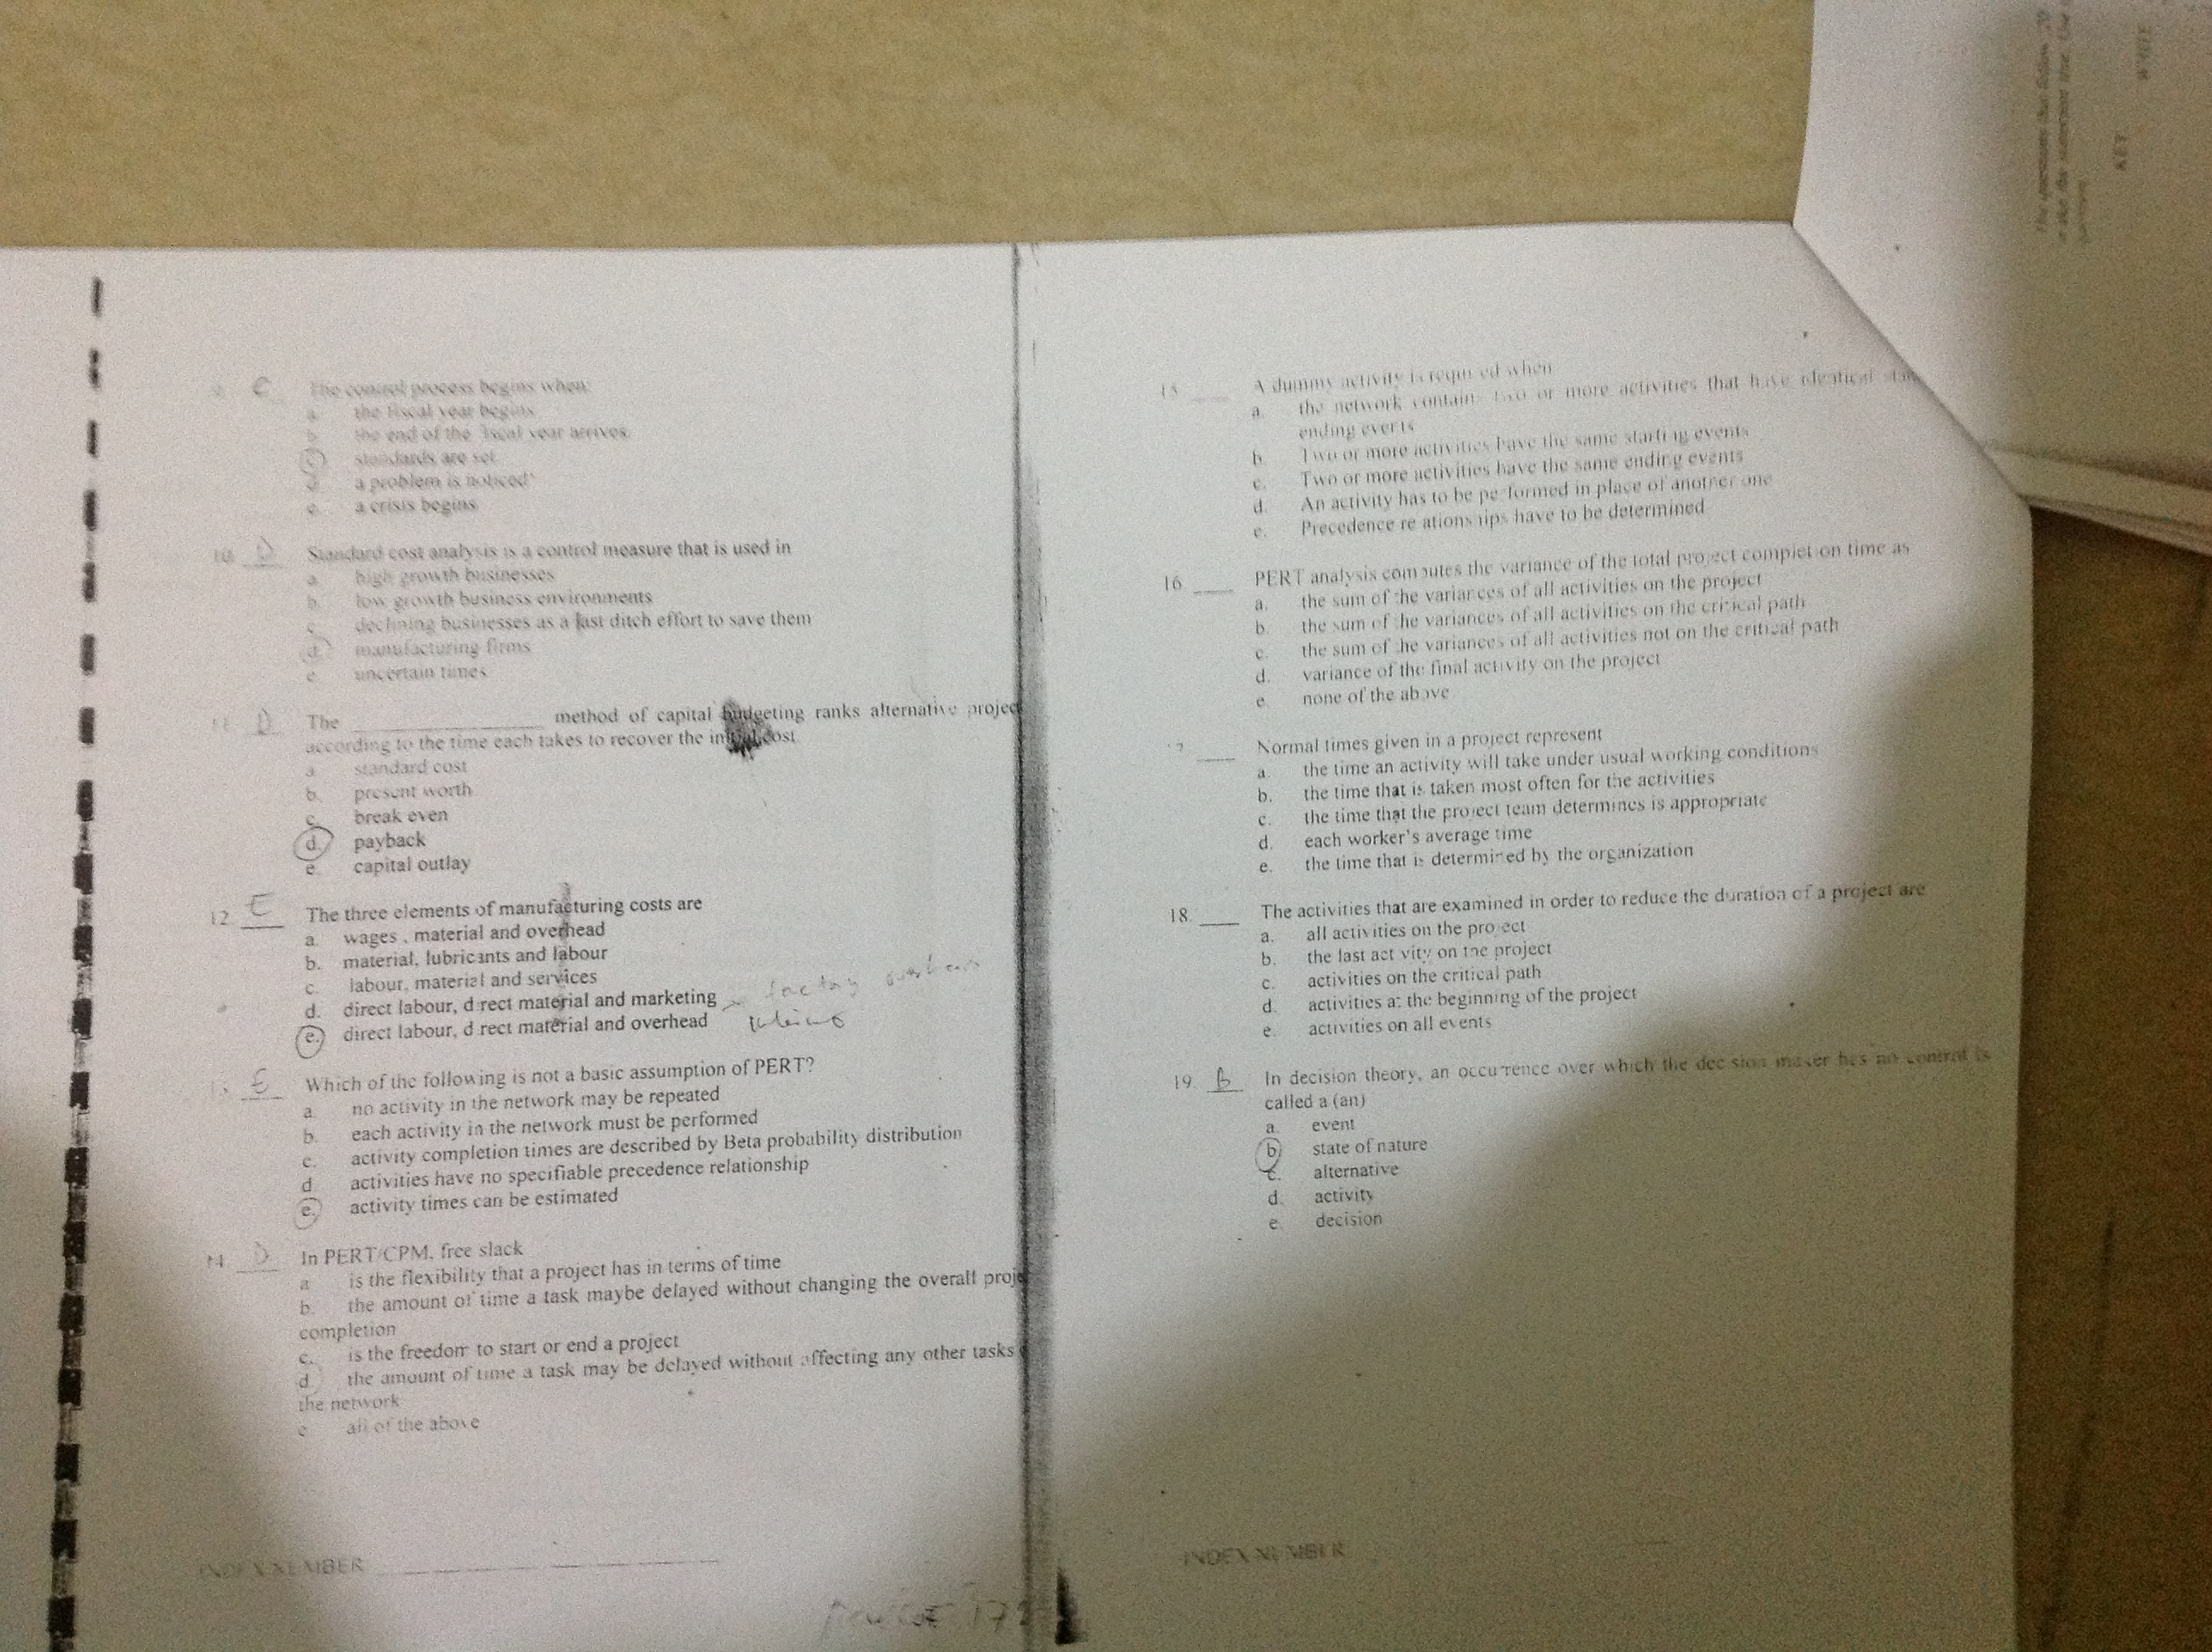 C The control process begins when:
a. the fiscal year begins
b. the end of the fiscal year arrives
c. standards are set
d. a problem is noticed
e. a crisis begins
10. D Standard cost analysis is a control measure that is used in
a. high growth businesses
b. low growth business environments
c. declining businesses as a last ditch effort to save them
d. manufacturing firms
e. uncertain times
11. D The ____ method of capital budgeting ranks alternative projec
according to the time each takes to recover the initial cost
a. standard cost
b. present worth
c. break even
d. payback
e. capital outlay
12. E The three elements of manufacturing costs are
a. wages , material and overhead
b. material, lubricants and labour
c. labour, material and services
d. direct labour, direct material and marketing
factory overhead
e. direct labour, direct material and overhead
13. E Which of the following is not a basic assumption of PERT?
a. no activity in the network may be repeated
b. each activity in the network must be performed
c. activity completion times are described by Beta probability distribution
d. activities have no specifiable precedence relationship
e. activity times can be estimated
14. D In PERT/CPM, free slack
a. is the flexibility that a project has in terms of time
b. the amount of time a task maybe delayed without changing the overall proje
completion
c. is the freedom to start or end a project
d. the amount of time a task may be delayed without affecting any other tasks
the network
e. all of the above
INDEX NUMBER
15. A dummy activity is required when
a. the network contains two or more activities that have identical
ending events
b. Two or more activities have the same starting events
c. Two or more activities have the same ending events
d. An activity has to be performed in place of another one
e. Precedence relationships have to be determined
16. PERT analysis computes the variance of the total project completion time as
a. the sum of the variances of all activities on the project
b. the sum of the variances of all activities on the critical path
c. the sum of the variances of all activities not on the critical path
d. variance of the final activity on the project
e. none of the above
Normal times given in a project represent
a. the time an activity will take under usual working conditions
b. the time that is taken most often for the activities
c. the time that the project team determines is appropriate
d. each worker's average time
e. the time that is determined by the organization
18. The activities that are examined in order to reduce the duration of a project are
a. all activities on the project
b. the last activity on the project
c. activities on the critical path
d. activities at the beginning of the project
e. activities on all events
19. B In decision theory, an occurrence over which the decision maker has no control is
called a (an)
a. event
b. state of nature
c. alternative
d. activity
e. decision
INDEX NUMBER
KEY